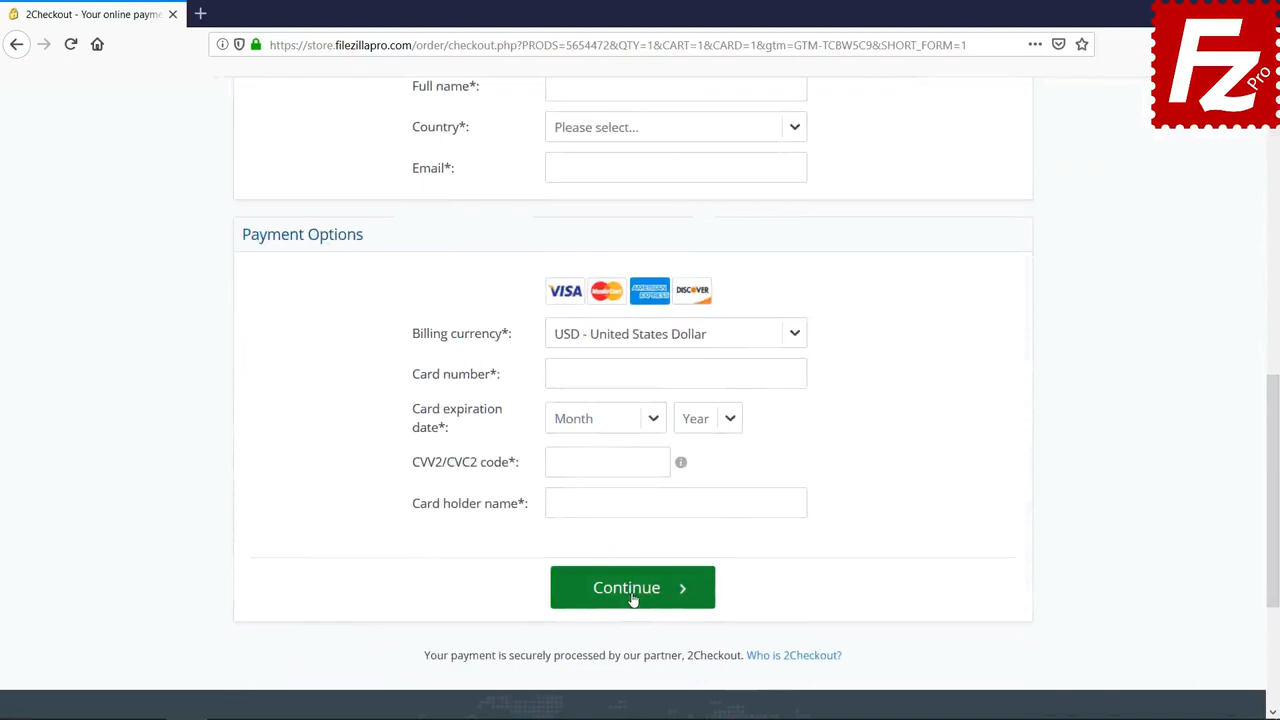 2Checkout - Your online payme
https://store.filezillapro.com/order/checkout.php?PRODS=5654472&QTY=1&CART=1&CARD=1&gtm=GTM-TCBW5C9&SHORT_FORM=1
Fz Pro
Full name*:
Country*: Please select...
Email*:
Payment Options
VISA MasterCard AMERICAN EXPRESS DISCOVER
Billing currency*: USD - United States Dollar
Card number*:
Card expiration
date*:
Month Year
CVV2/CVC2 code*:
Card holder name*:
Continue
Your payment is securely processed by our partner, 2Checkout. Who is 2Checkout?